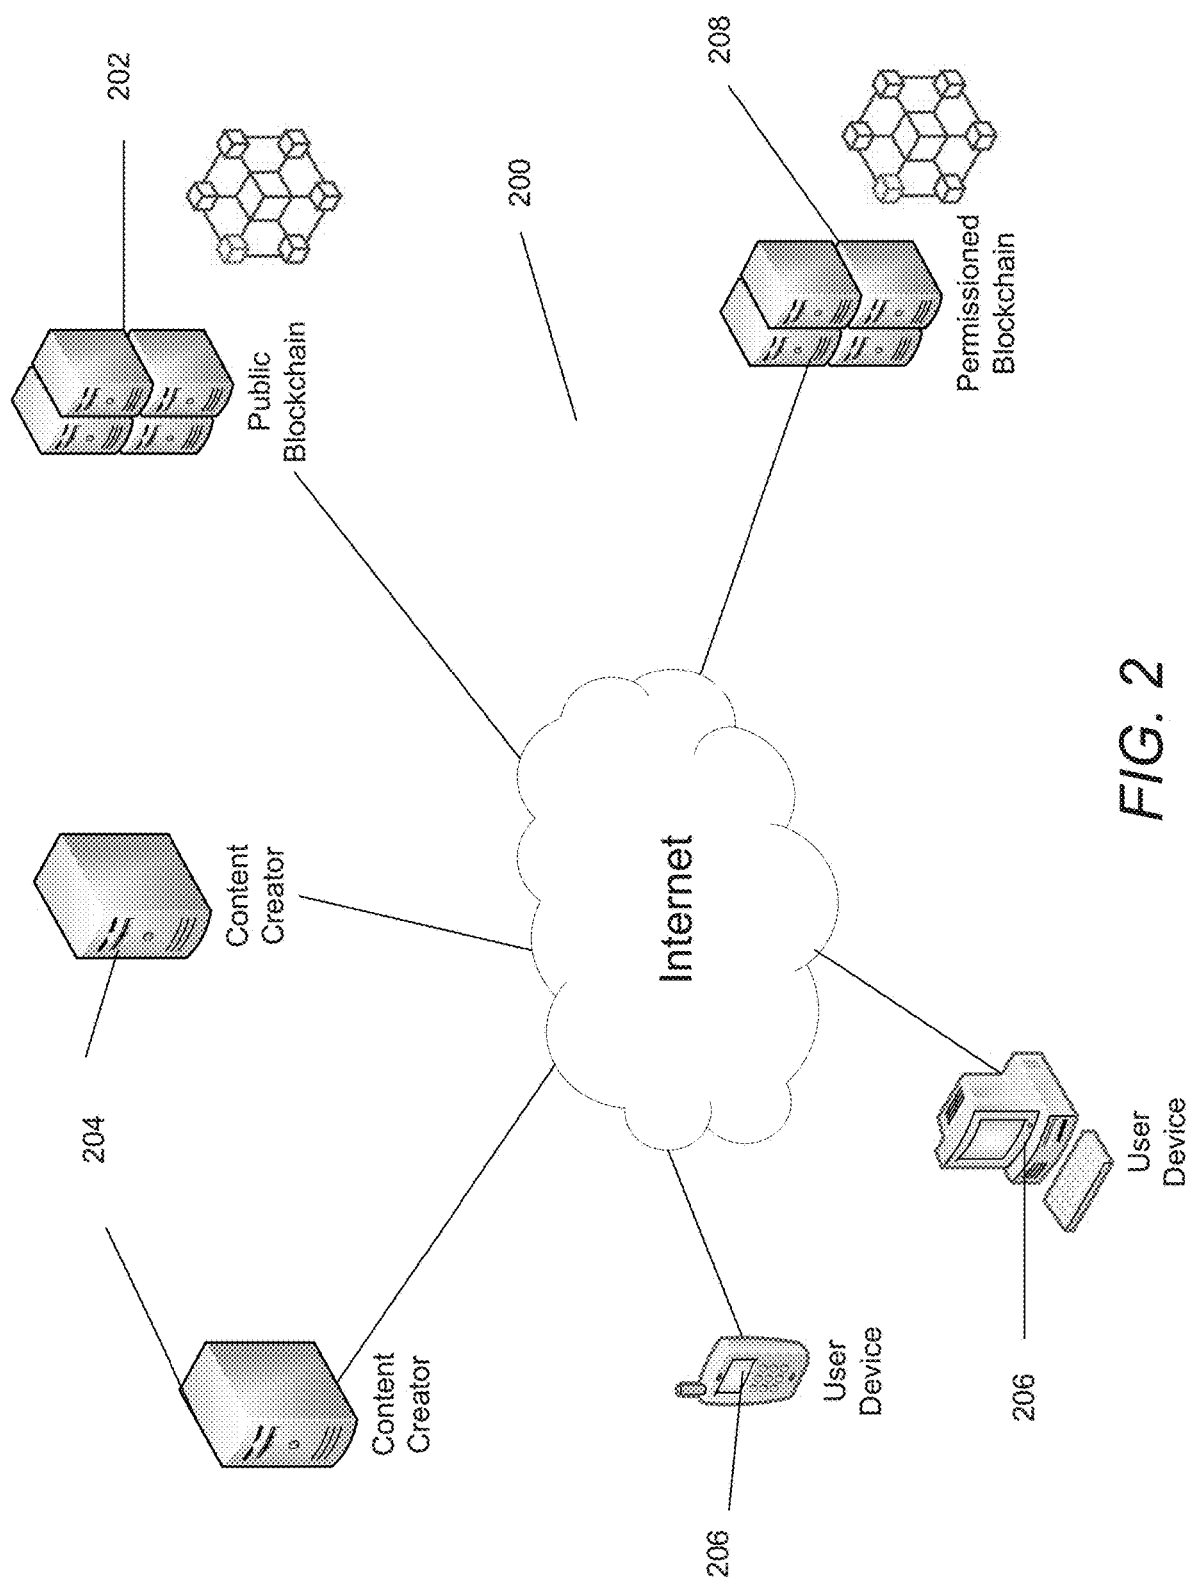 204
202
Content
Creator
Content
Creator
Public
Blockchain
200
Internet
206
206
User
Device
User
Device
208
Permissioned
Blockchain
FIG. 2